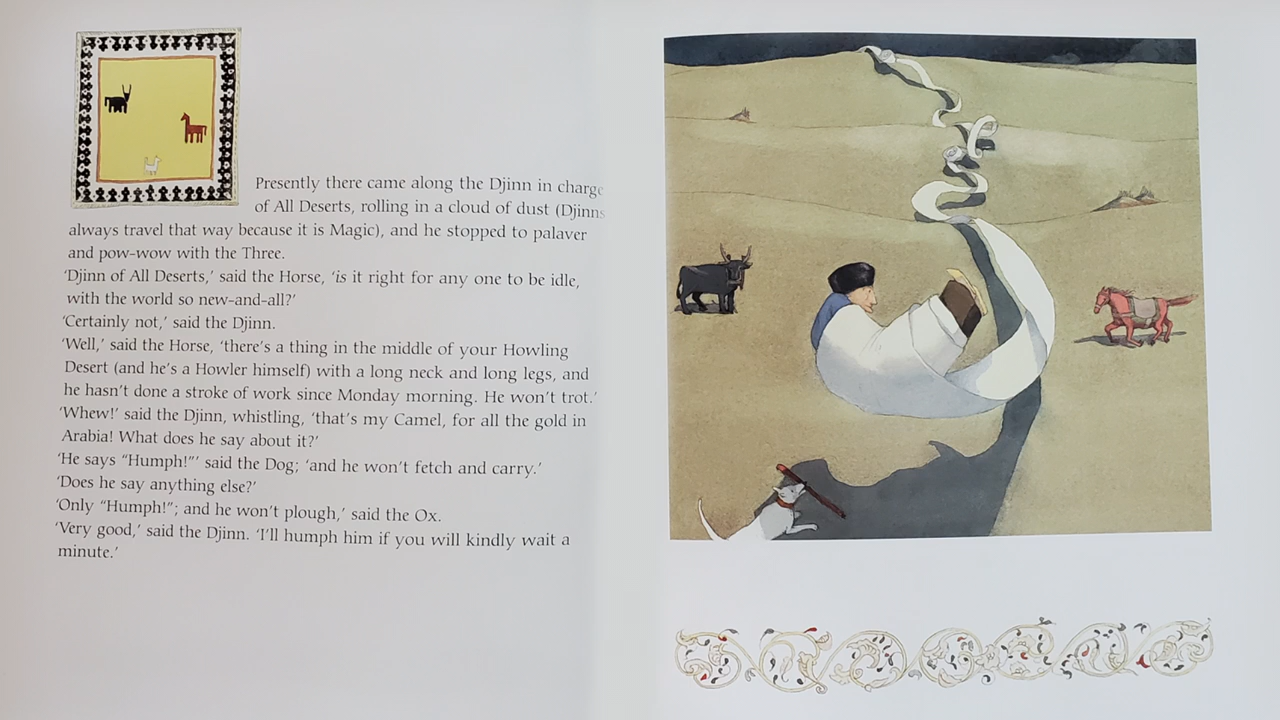 Presently there came along the Djinn in charge
of All Deserts, rolling in a cloud of dust (Djinns
always travel that way because it is Magic), and he stopped to palaver
and pow-wow with the Three.
‘Djinn of All Deserts,’ said the Horse, ‘is it right for any one to be idle,
with the world so new-and-all?’
‘Certainly not,’ said the Djinn.
‘Well,’ said the Horse, ‘there’s a thing in the middle of your Howling
Desert (and he’s a Howler himself) with a long neck and long legs, and
he hasn’t done a stroke of work since Monday morning. He won’t trot.’
‘Whew!’ said the Djinn, whistling, ‘that’s my Camel, for all the gold in
Arabia! What does he say about it?’
‘He says “Humph!”’ said the Dog; ‘and he won’t fetch and carry.’
‘Does he say anything else?’
‘Only “Humph!”; and he won’t plough,’ said the Ox.
‘Very good,’ said the Djinn. ‘I’ll humph him if you will kindly wait a
minute.’